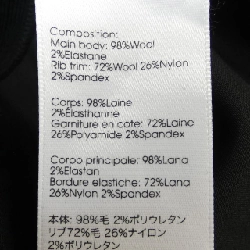 Composition:
Main body: 98%Wool
2%Elastane
Rib trim: 72%Wool 26%Nylon
2%Spandex
Corps: 98%Laine
2%Elasthanne
Garniture en cote: 72%Laine
26%Polyamide 2%Spandex
Corpo principale: 98%Lana
2%Elastan
Bordure elastiche: 72%Lana
26%Nylon 2%Spandex
本体: 98%毛 2%ポリウレタン
リブ72%毛 26%ナイロン
2%ポリウレタン